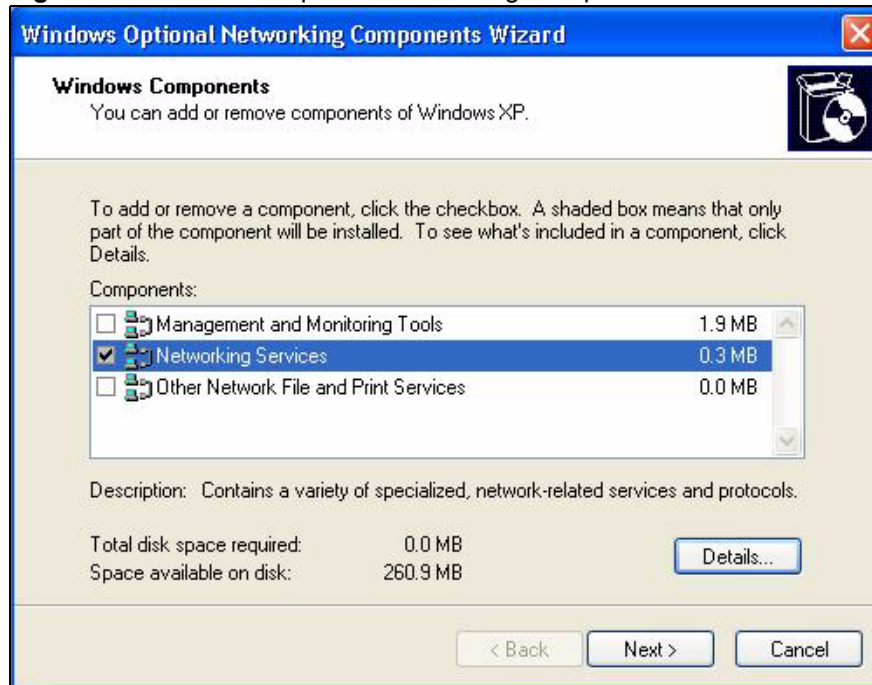 Windows Optional Networking Components Wizard
Windows Components
You can add or remove components of Windows XP.
To add or remove a component, click the checkbox. A shaded box means that only
part of the component will be installed. To see what's included in a component, click
Details.
Components:
Management and Monitoring Tools 1.9 MB
Networking Services 0.3 MB
Other Network File and Print Services 0.0 MB
Description: Contains a variety of specialized, network-related services and protocols.
Total disk space required: 0.0 MB
Details...
Space available on disk: 260.9 MB
< Back Next > Cancel